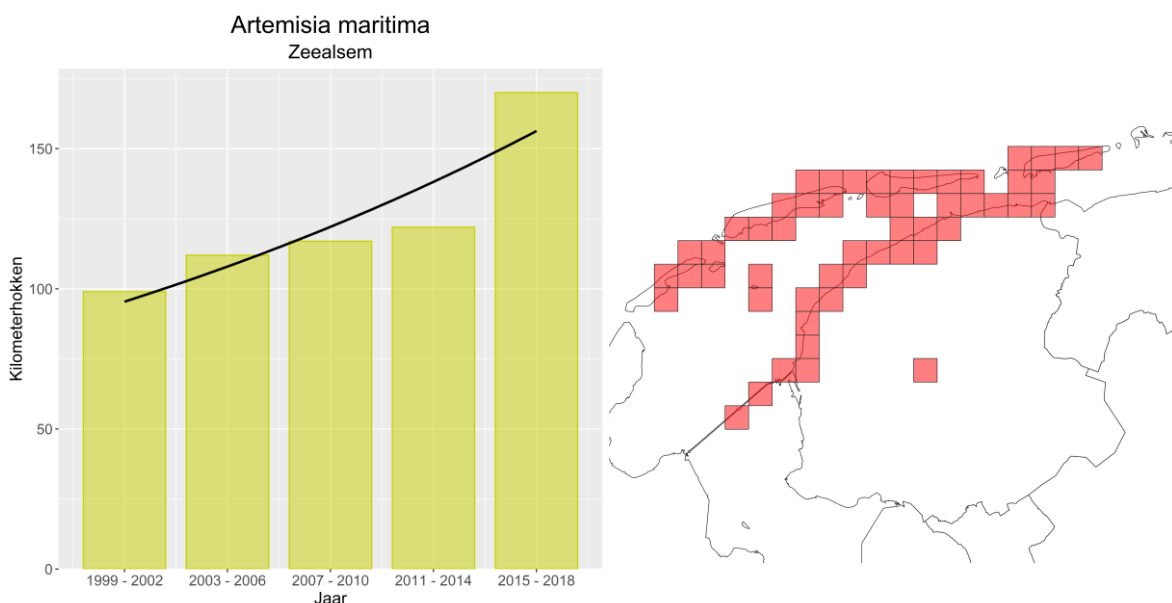 Artemisia maritima
Zeealsem
Kilometerhokken
150
100
50
0
1999 - 2002
2003 - 2006
2007 - 2010
2011 - 2014
2015 - 2018
Jaar